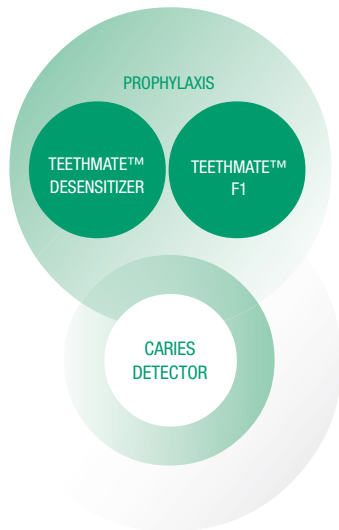 PROPHYLAXIS
TEETHMATE™
DESENSITIZER
TEETHMATE™
F1
CARIES
DETECTOR